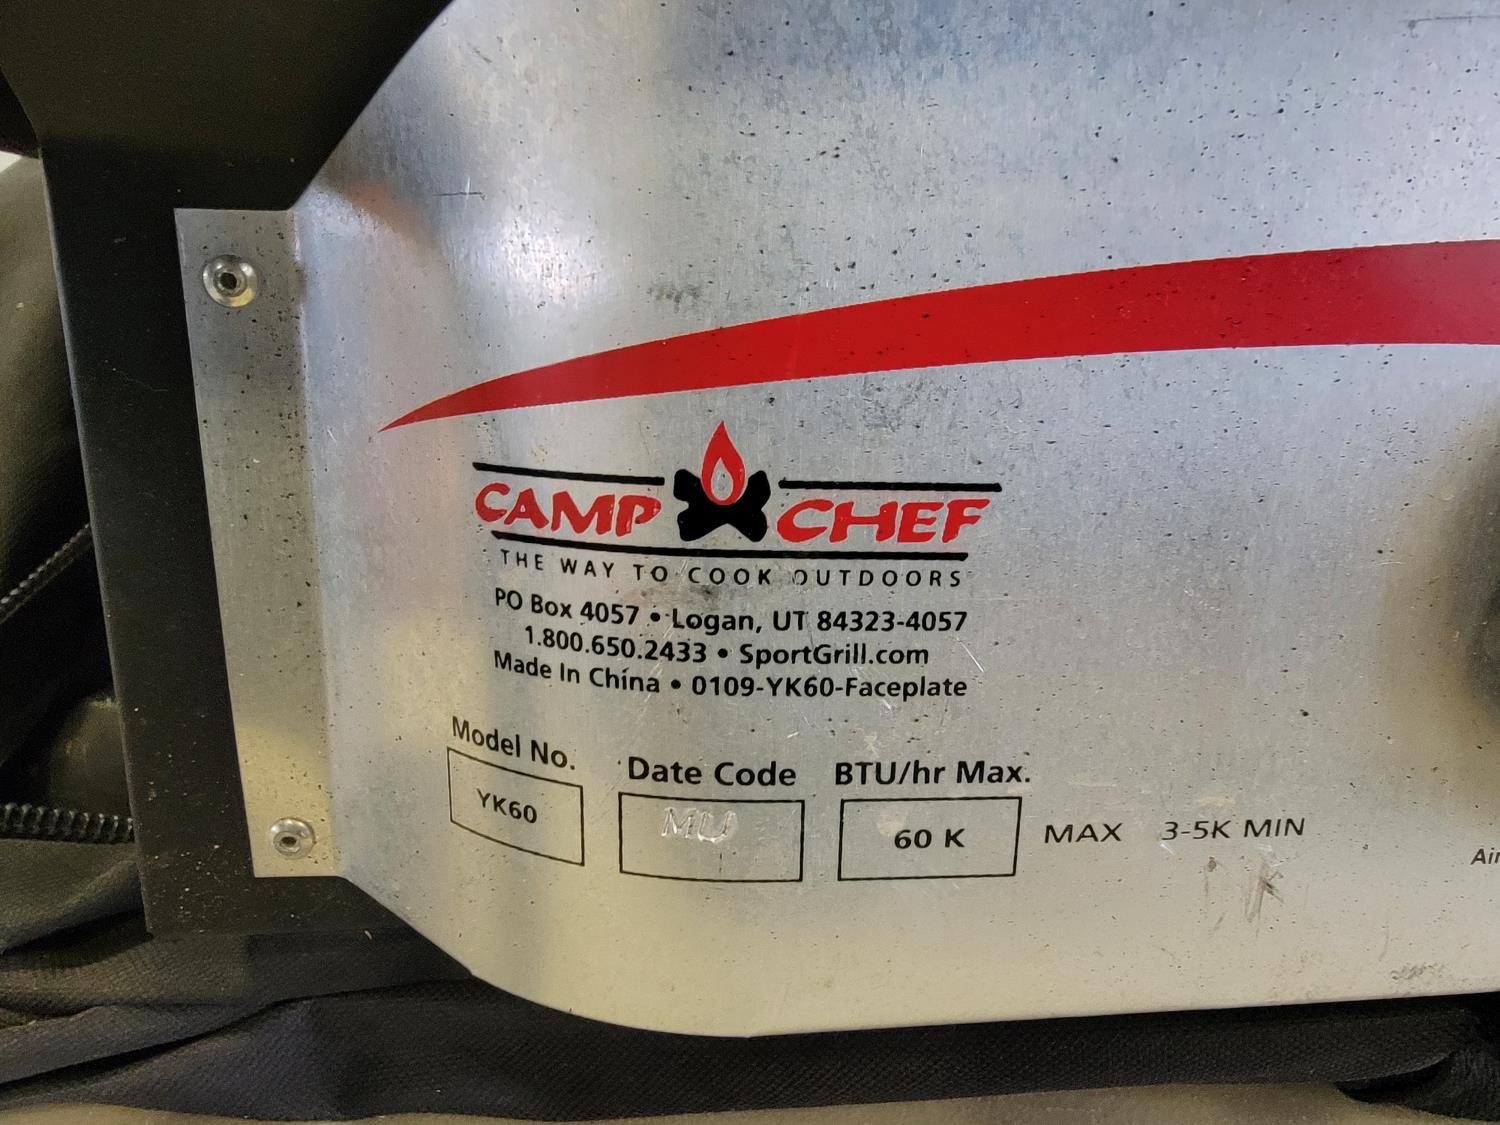 CAMP CHEF
THE WAY TO COOK OUTDOORS
PO Box 4057 • Logan, UT 84323-4057
1.800.650.2433 • SportGrill.com
Made In China • 0109-YK60-Faceplate
Model No. Date Code BTU/hr Max.
YK60 MU 60 K MAX 3-5K MIN